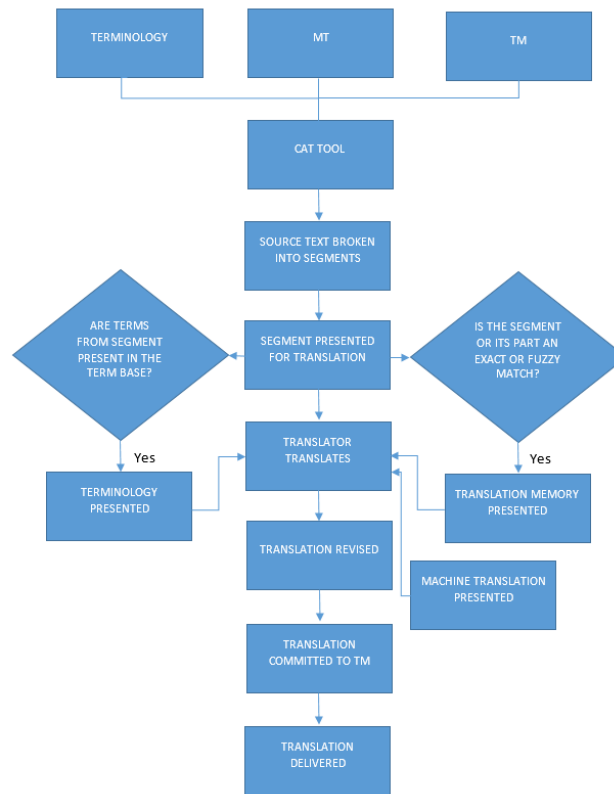 TERMINOLOGY
MT
TM
CAT TOOL
SOURCE TEXT BROKEN
INTO SEGMENTS
ARE TERMS
FROM SEGMENT
PRESENT IN THE
TERM BASE?
SEGMENT PRESENTED
FOR TRANSLATION
IS THE SEGMENT
OR ITS PART AN
EXACT OR FUZZY
MATCH?
Yes
TRANSLATOR
TRANSLATES
Yes
TERMINOLOGY
PRESENTED
TRANSLATION MEMORY
PRESENTED
TRANSLATION REVISED
MACHINE TRANSLATION
PRESENTED
TRANSLATION
COMMITTED TO TM
TRANSLATION
DELIVERED